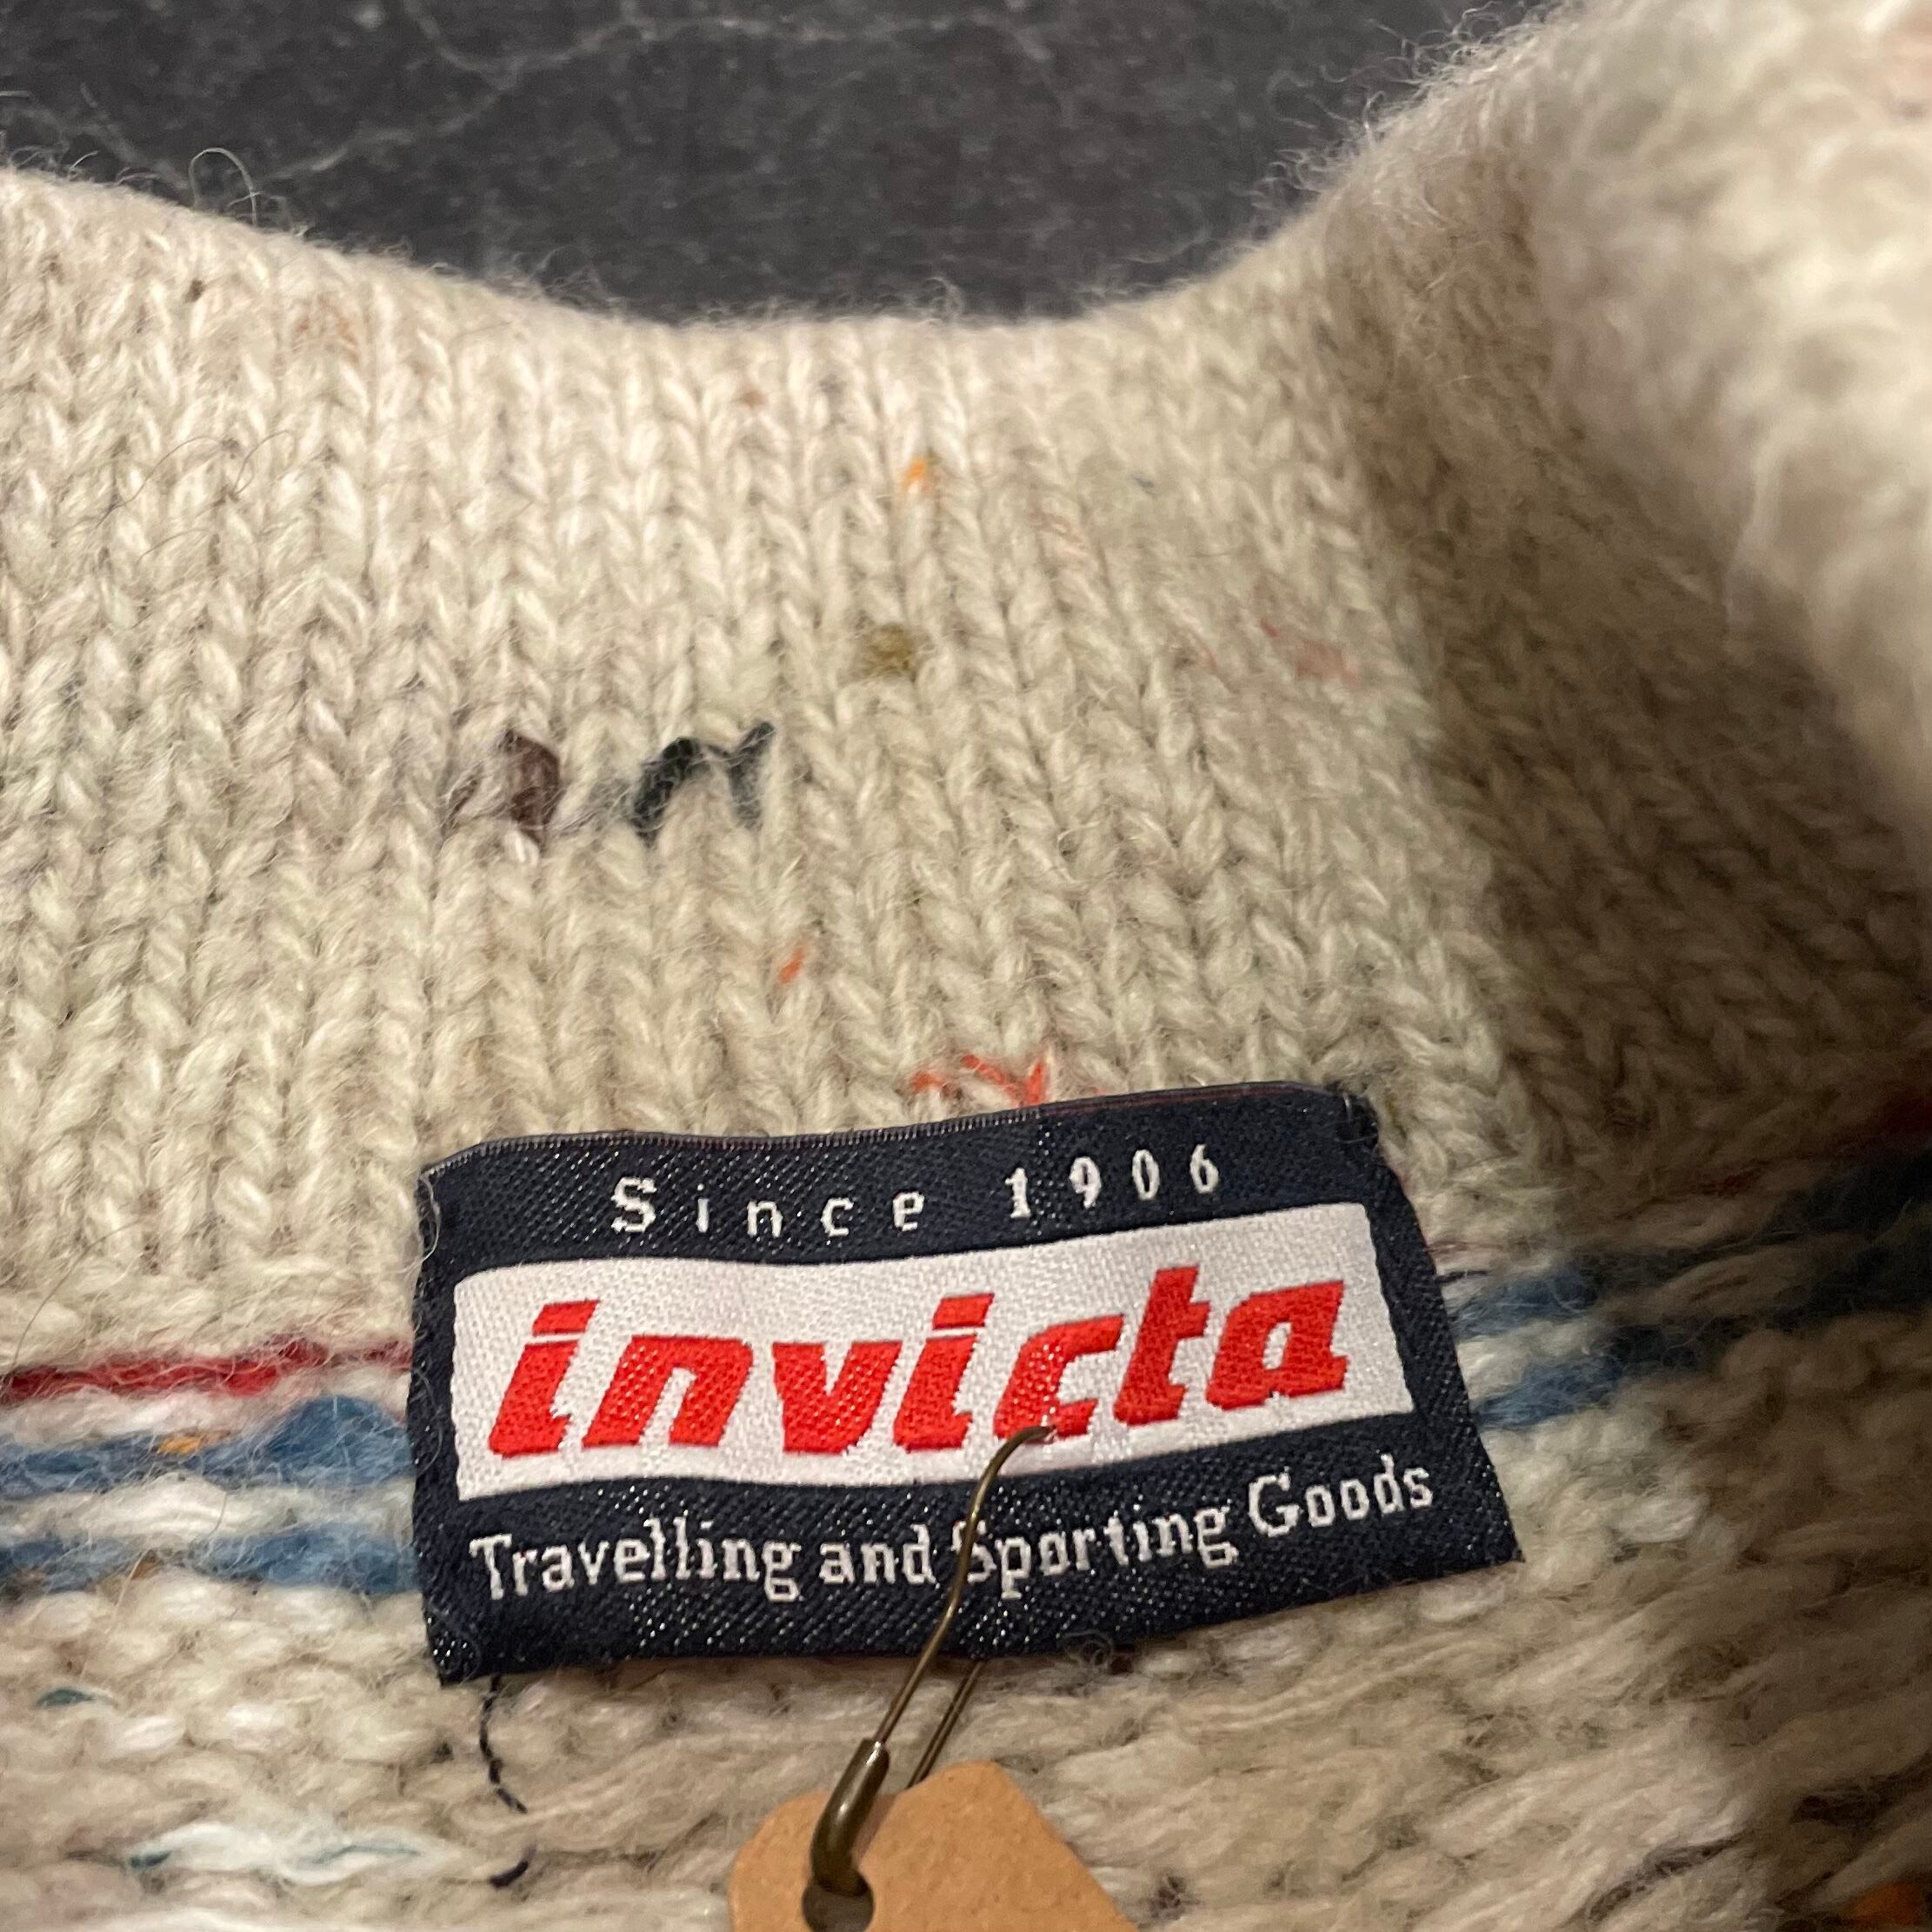 Since 1906
invicta
Travelling and Sporting Goods